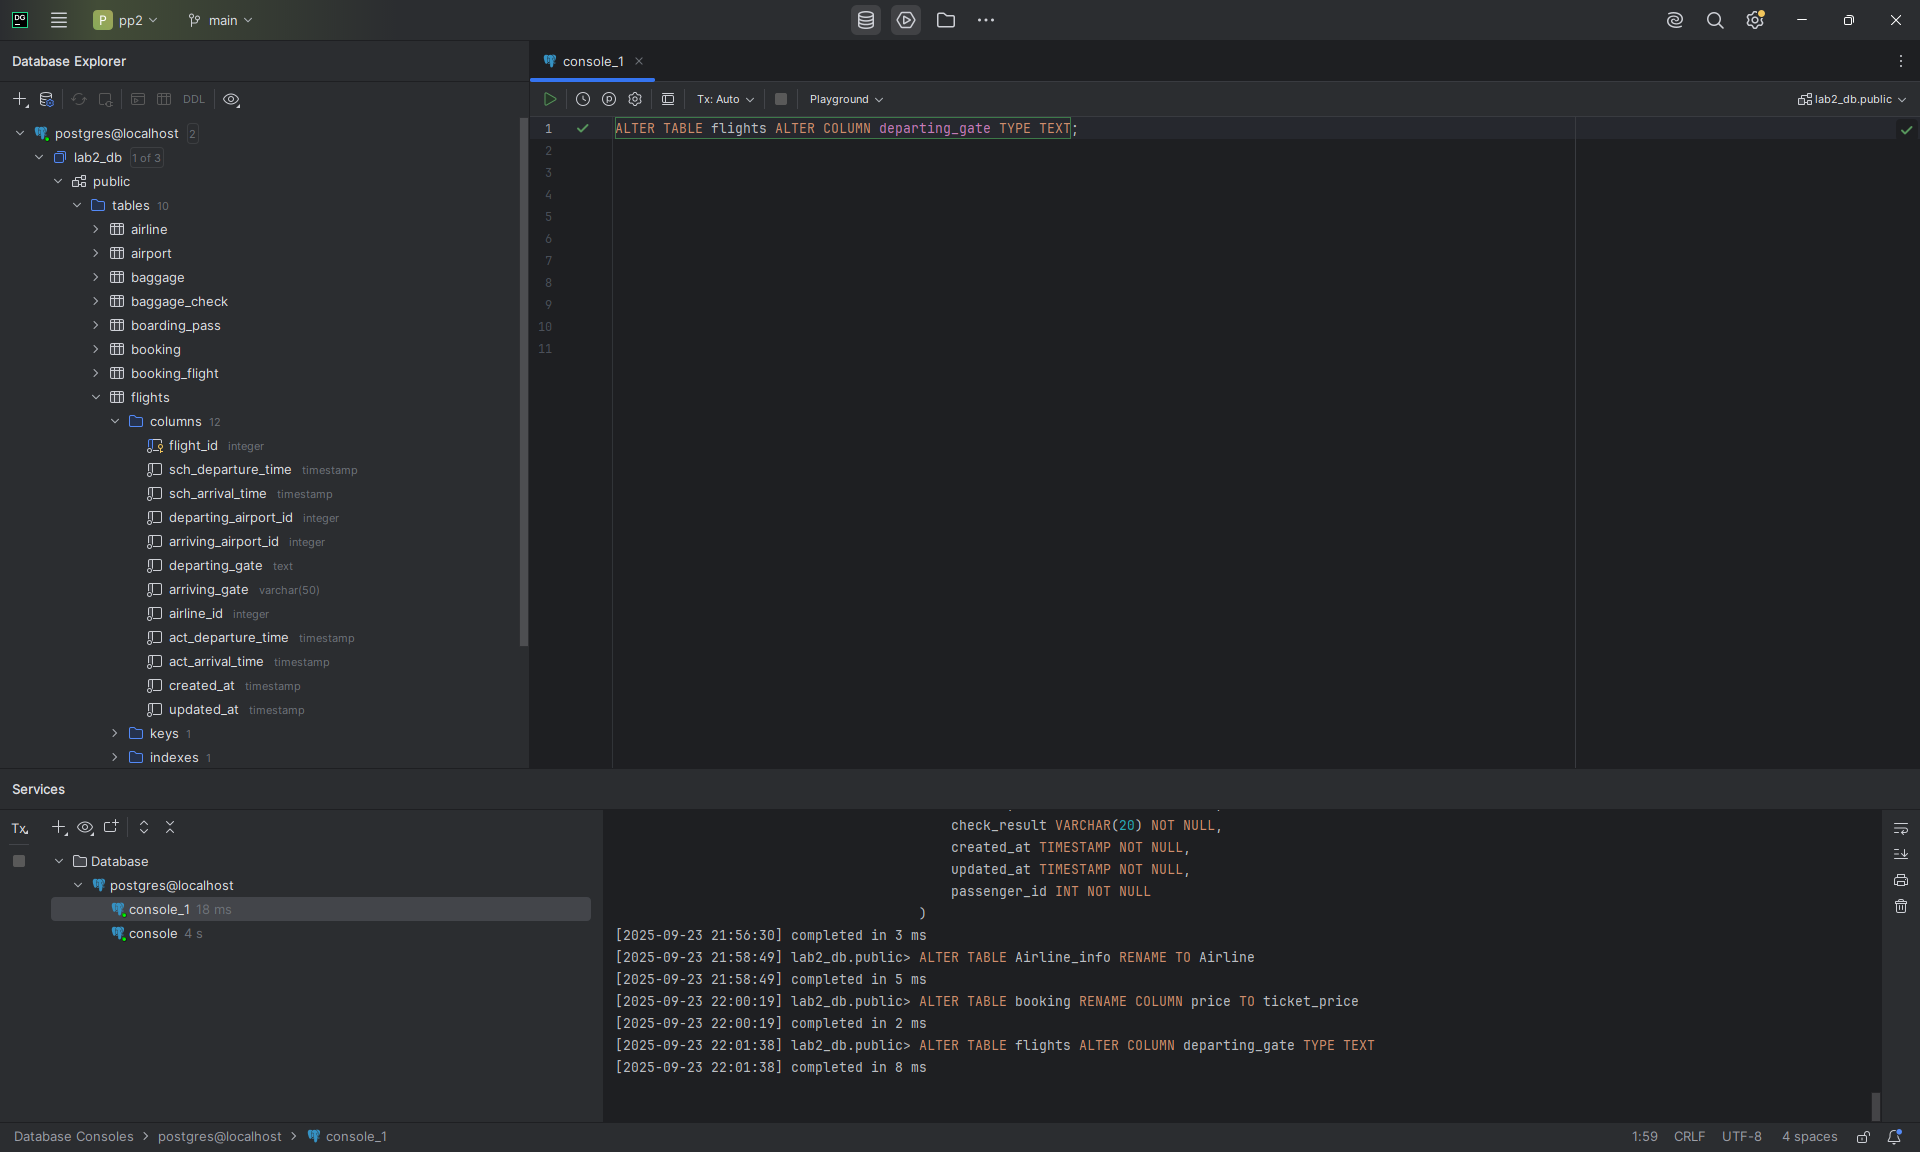 DG
P pp2
main
Database Explorer
console_1
DDL
Tx: Auto
Playground
lab2_db.public
postgres@localhost 2
lab2_db 1 of 3
public
tables 10
airline
airport
baggage
baggage_check
boarding_pass
booking
booking_flight
flights
columns 12
flight_id integer
sch_departure_time timestamp
sch_arrival_time timestamp
departing_airport_id integer
arriving_airport_id integer
departing_gate text
arriving_gate varchar(50)
airline_id integer
act_departure_time timestamp
act_arrival_time timestamp
created_at timestamp
updated_at timestamp
keys 1
indexes 1
1 ALTER TABLE flights ALTER COLUMN departing_gate TYPE TEXT;
2
3
4
5
6
7
8
9
10
11
Services
Tx
Database
postgres@localhost
console_1 18 ms
console 4 s
check_result VARCHAR(20) NOT NULL,
created_at TIMESTAMP NOT NULL,
updated_at TIMESTAMP NOT NULL,
passenger_id INT NOT NULL
)
[2025-09-23 21:56:30] completed in 3 ms
[2025-09-23 21:58:49] lab2_db.public> ALTER TABLE Airline_info RENAME TO Airline
[2025-09-23 21:58:49] completed in 5 ms
[2025-09-23 22:00:19] lab2_db.public> ALTER TABLE booking RENAME COLUMN price TO ticket_price
[2025-09-23 22:00:19] completed in 2 ms
[2025-09-23 22:01:38] lab2_db.public> ALTER TABLE flights ALTER COLUMN departing_gate TYPE TEXT
[2025-09-23 22:01:38] completed in 8 ms
Database Consoles > postgres@localhost > console_1
1:59 CRLF UTF-8 4 spaces